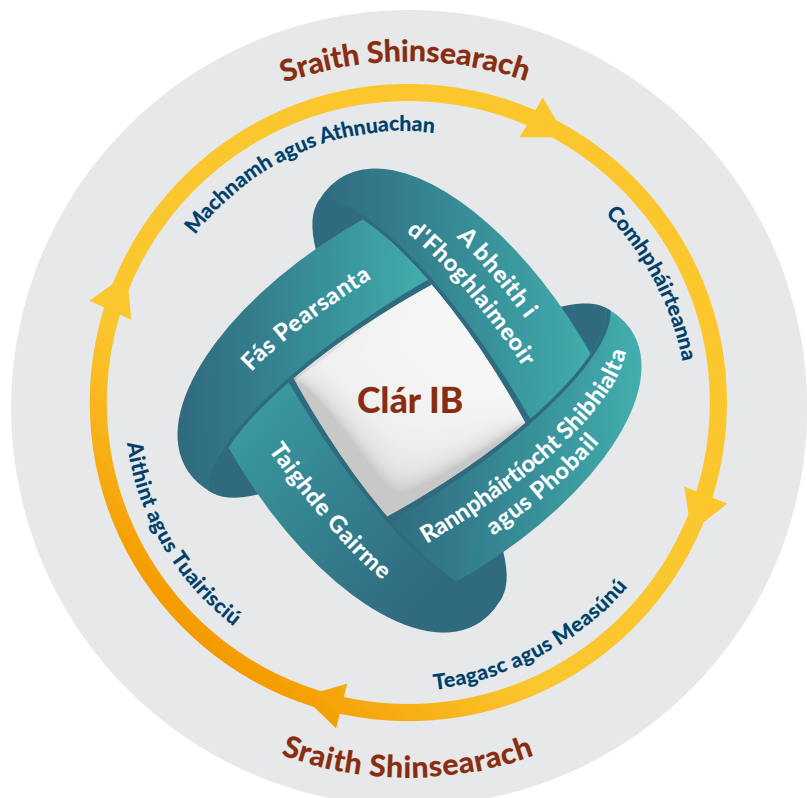 Sraith Shinsearach
Machnamh agus Athnuachan
Comhpháirteanna
A bheith i
d'Fhoghlaimeoir
Fás Pearsanta
Clár IB
Rannpháirtíocht Shibhialta
agus Phobail
Taighde Gairme
Aithint agus Tuairisciú
Teagasc agus Measúnú
Sraith Shinsearach